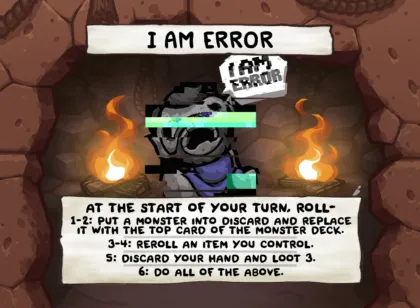 I AM ERROR
I AM
ERROR
AT THE START OF YOUR TURN, ROLL-
1-2: PUT A MONSTER INTO DISCARD AND REPLACE
IT WITH THE TOP CARD OF THE MONSTER DECK.
3-4: REROLL AN ITEM YOU CONTROL.
5: DISCARD YOUR HAND AND LOOT 3.
6: DO ALL OF THE ABOVE.